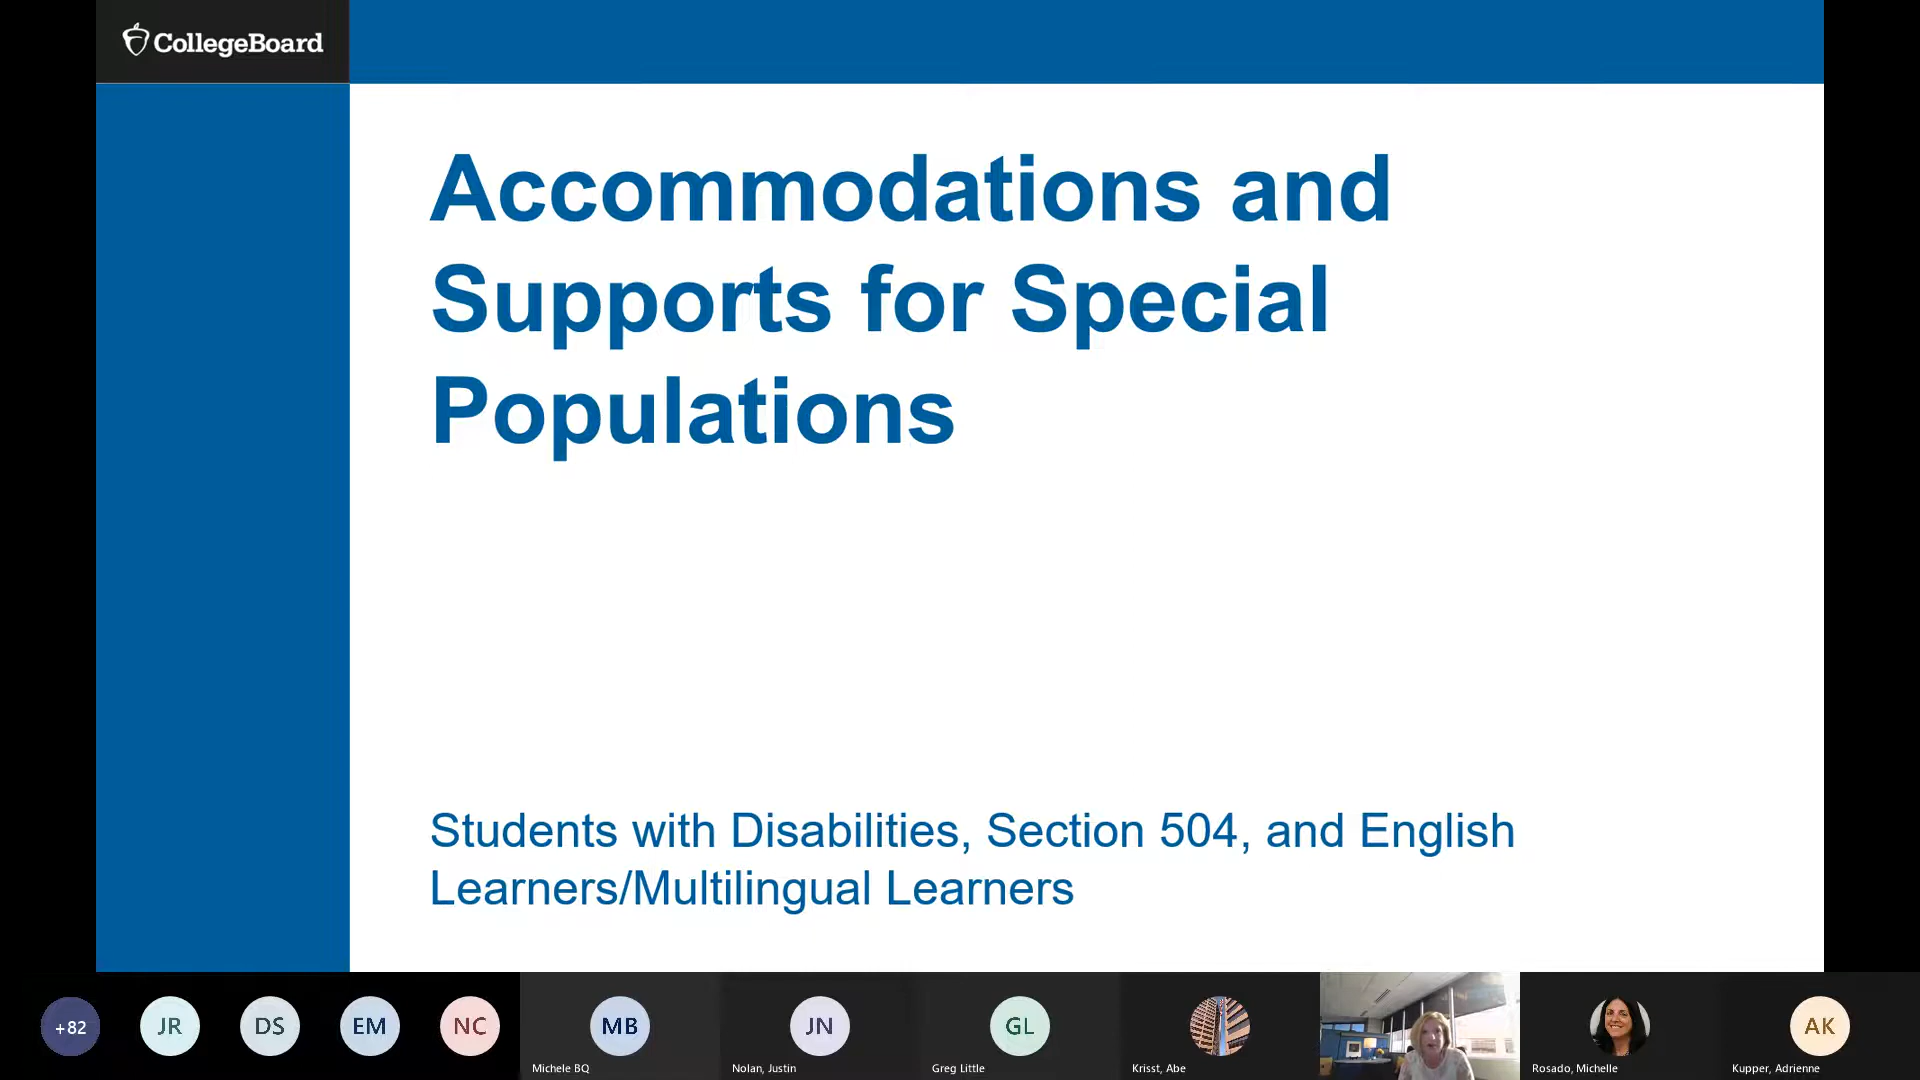 CollegeBoard
Accommodations and
Supports for Special
Populations
Students with Disabilities, Section 504, and English
Learners/Multilingual Learners
+82
JR
DS
EM
NC
MB
JN
GL
AK
Michele BQ
Nolan, Justin
Greg Little
Krisst, Abe
Rosado, Michelle
Kupper, Adrienne